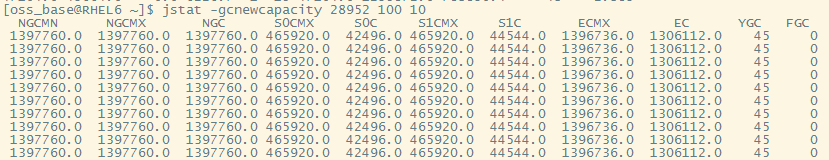 [oss_base@RHEL6 ~]$ jstat -gcnewcapacity 28952 100 10
NGCMN NGCMX NGC S0CMX S0C S1CMX S1C ECMX EC YGC FGC
1397760.0 1397760.0 1397760.0 465920.0 42496.0 465920.0 44544.0 1396736.0 1306112.0 45 0
1397760.0 1397760.0 1397760.0 465920.0 42496.0 465920.0 44544.0 1396736.0 1306112.0 45 0
1397760.0 1397760.0 1397760.0 465920.0 42496.0 465920.0 44544.0 1396736.0 1306112.0 45 0
1397760.0 1397760.0 1397760.0 465920.0 42496.0 465920.0 44544.0 1396736.0 1306112.0 45 0
1397760.0 1397760.0 1397760.0 465920.0 42496.0 465920.0 44544.0 1396736.0 1306112.0 45 0
1397760.0 1397760.0 1397760.0 465920.0 42496.0 465920.0 44544.0 1396736.0 1306112.0 45 0
1397760.0 1397760.0 1397760.0 465920.0 42496.0 465920.0 44544.0 1396736.0 1306112.0 45 0
1397760.0 1397760.0 1397760.0 465920.0 42496.0 465920.0 44544.0 1396736.0 1306112.0 45 0
1397760.0 1397760.0 1397760.0 465920.0 42496.0 465920.0 44544.0 1396736.0 1306112.0 45 0
1397760.0 1397760.0 1397760.0 465920.0 42496.0 465920.0 44544.0 1396736.0 1306112.0 45 0